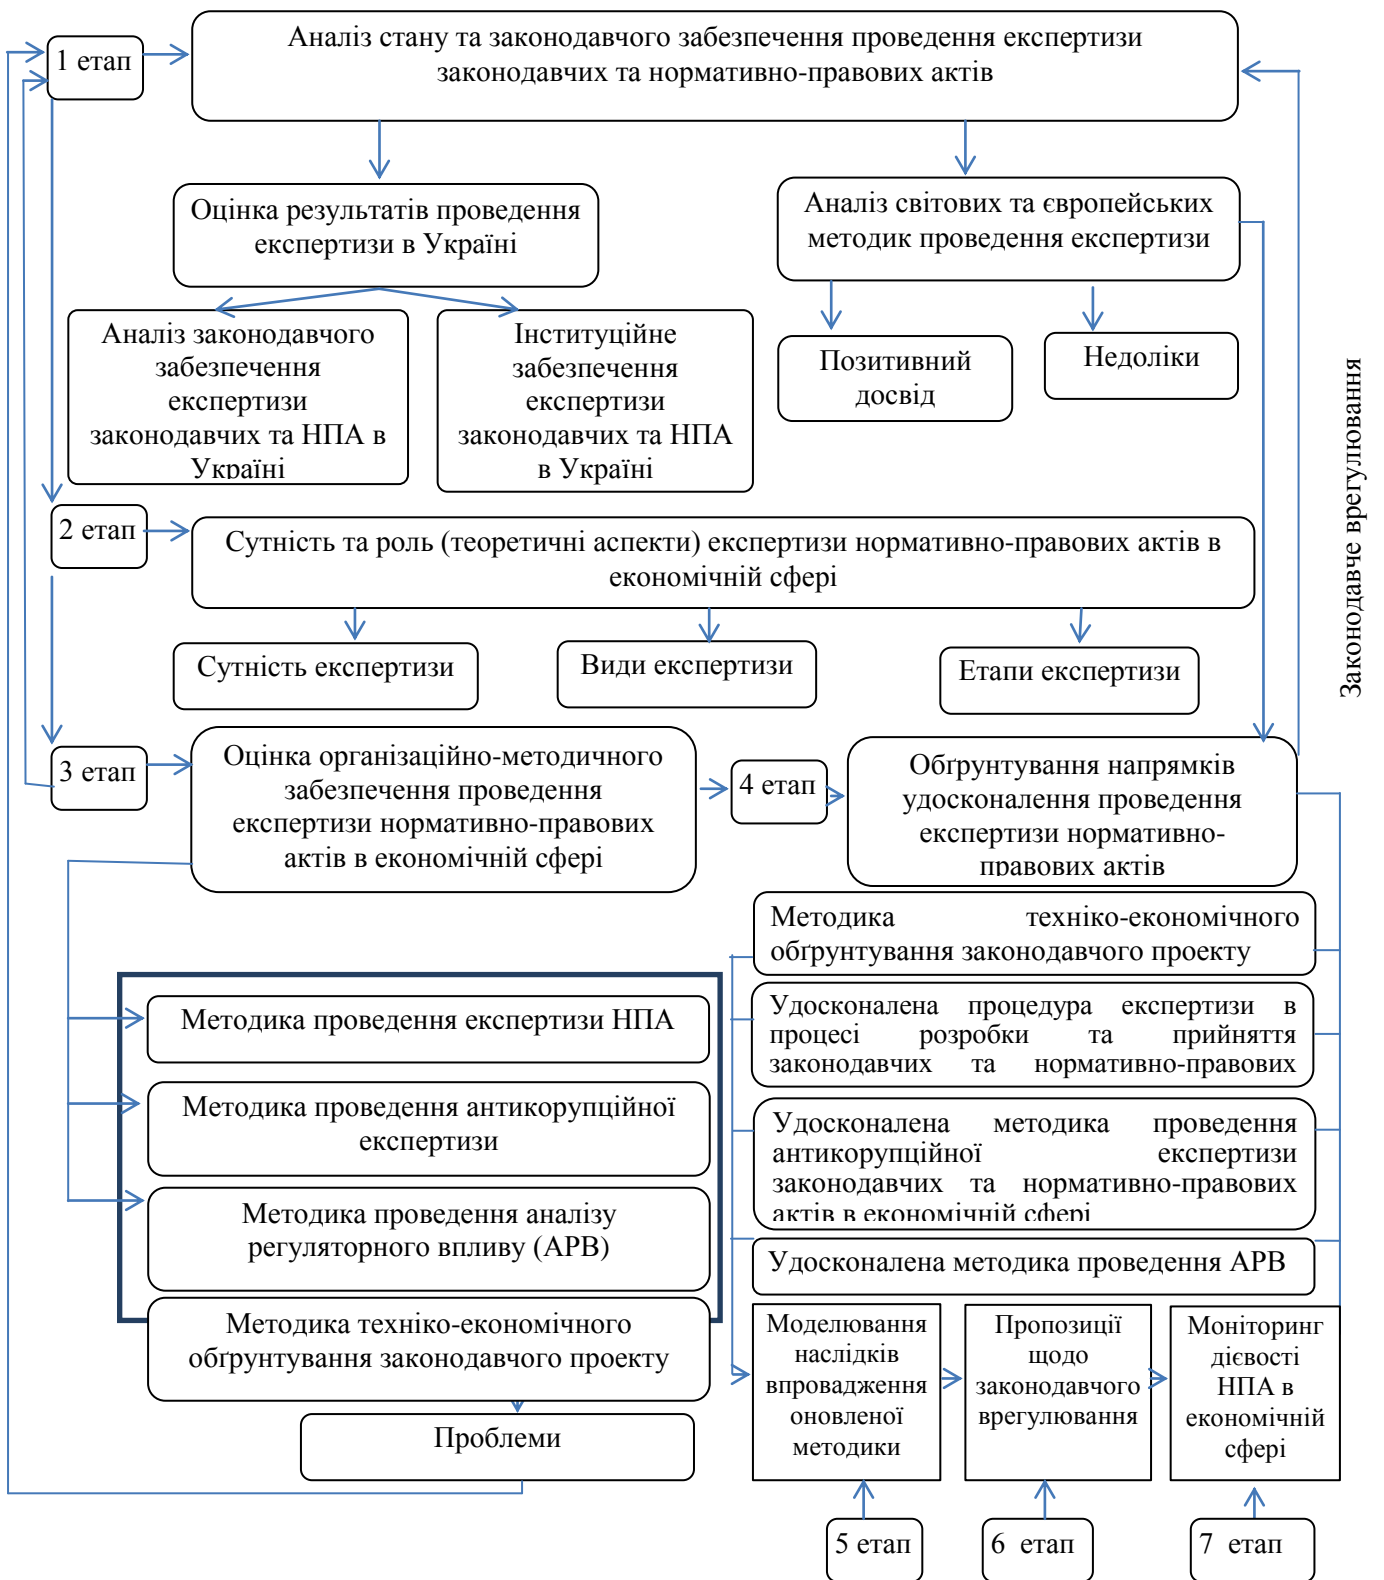 1 етап
Аналіз стану та законодавчого забезпечення проведення експертизи
законодавчих та нормативно-правових актів
Оцінка результатів проведення
експертизи в Україні
Аналіз світових та європейських
методик проведення експертизи
Аналіз законодавчого
забезпечення
експертизи
законодавчих та НПА в
Україні
Інституційне
забезпечення
експертизи
законодавчих та НПА
в Україні
Позитивний
досвід
Недоліки
Законодавче врегулювання
2 етап
Сутність та роль (теоретичні аспекти) експертизи нормативно-правових актів в
економічній сфері
Сутність експертизи
Види експертизи
Етапи експертизи
3 етап
Оцінка організаційно-методичного
забезпечення проведення
експертизи нормативно-правових
актів в економічній сфері
4 етап
Обґрунтування напрямків
удосконалення проведення
експертизи нормативно-
правових актів
Методика проведення експертизи НПА
Методика проведення антикорупційної
експертизи
Методика проведення аналізу
регуляторного впливу (АРВ)
Методика техніко-економічного
обґрунтування законодавчого проекту
Проблеми
Методика техніко-економічного
обґрунтування законодавчого проекту
Удосконалена процедура експертизи в
процесі розробки та прийняття
законодавчих та нормативно-правових
Удосконалена методика проведення
антикорупційної експертизи
законодавчих та нормативно-правових
актів в економічній сфері
Удосконалена методика проведення АРВ
Моделювання
наслідків
впровадження
оновленої
методики
Пропозиції
щодо
законодавчого
врегулювання
Моніторинг
дієвості
НПА в
економічній
сфері
5 етап
6 етап
7 етап